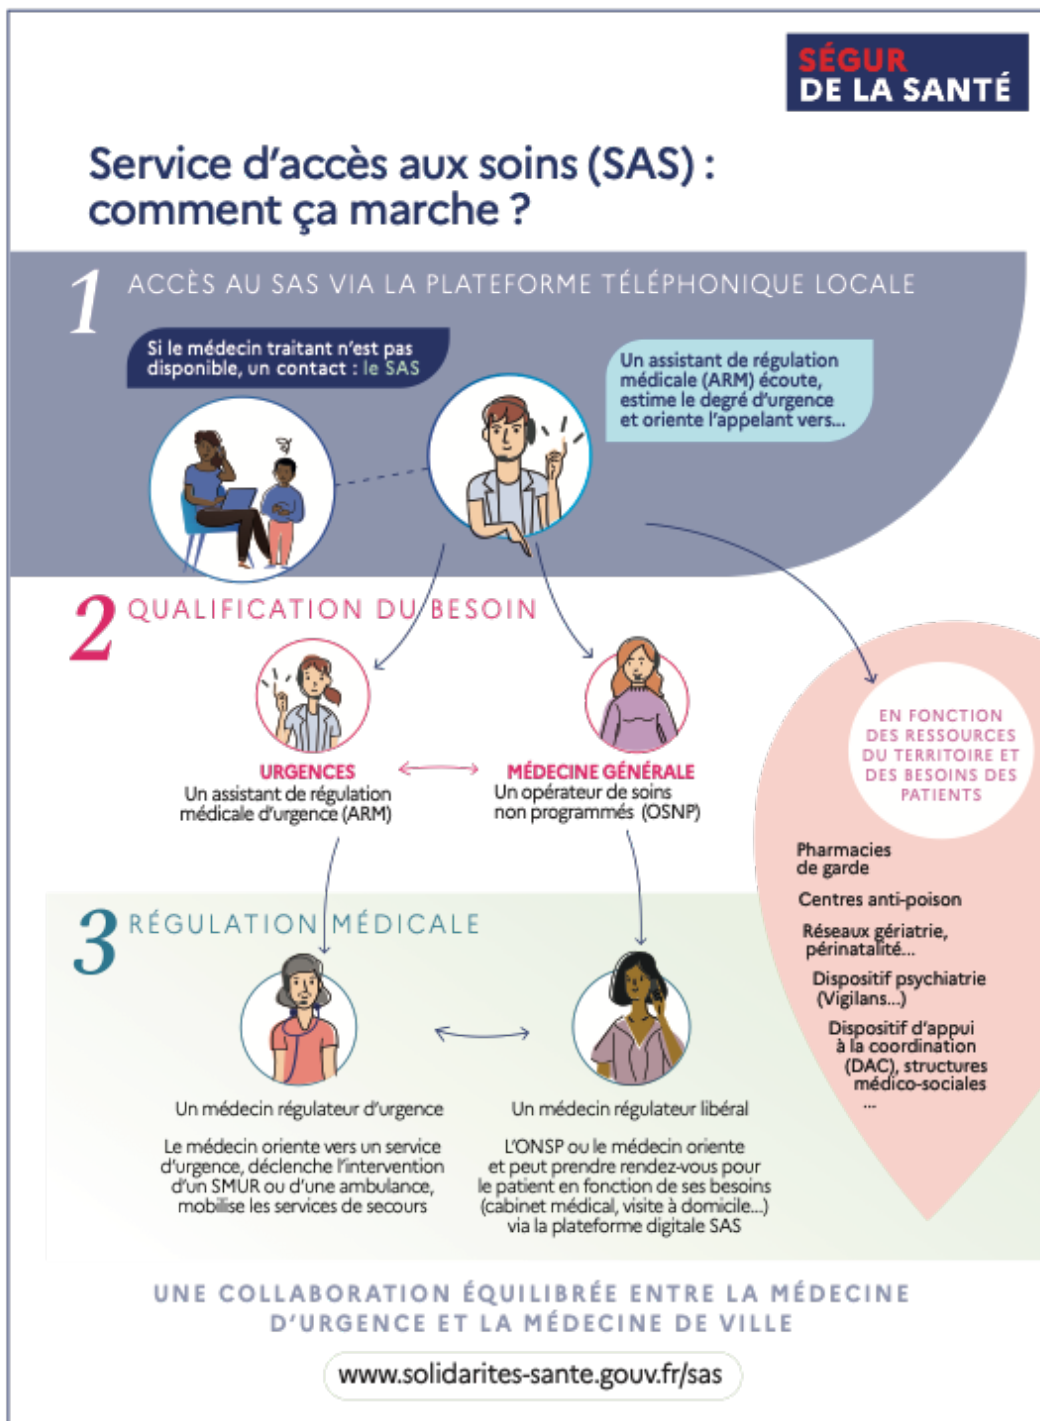 SÉGUR
DE LA SANTÉ
Service d'accès aux soins (SAS) :
comment ça marche ?
1 ACCÈS AU SAS VIA LA PLATEFORME TÉLÉPHONIQUE LOCALE
Si le médecin traitant n'est pas
disponible, un contact : le SAS
Un assistant de régulation
médicale (ARM) écoute,
estime le degré d'urgence
et oriente l'appelant vers...
2 QUALIFICATION DU BESOIN
URGENCES
Un assistant de régulation
médicale d'urgence (ARM)
MÉDECINE GÉNÉRALE
Un opérateur de soins
non programmés (OSNP)
EN FONCTION
DES RESSOURCES
DU TERRITOIRE ET
DES BESOINS DES
PATIENTS
Pharmacies
de garde
Centres anti-poison
Réseaux gériatrie,
périnatalité...
Dispositif psychiatrie
(Vigilans...)
Dispositif d'appui
à la coordination
(DAC), structures
médico-sociales
...
3 RÉGULATION MÉDICALE
Un médecin régulateur d'urgence
Le médecin oriente vers un service
d'urgence, déclenche l'intervention
d'un SMUR ou d'une ambulance,
mobilise les services de secours
Un médecin régulateur libéral
L'ONSP ou le médecin oriente
et peut prendre rendez-vous pour
le patient en fonction de ses besoins
(cabinet médical, visite à domicile...)
via la plateforme digitale SAS
UNE COLLABORATION ÉQUILIBRÉE ENTRE LA MÉDECINE
D'URGENCE ET LA MÉDECINE DE VILLE
www.solidarites-sante.gouv.fr/sas